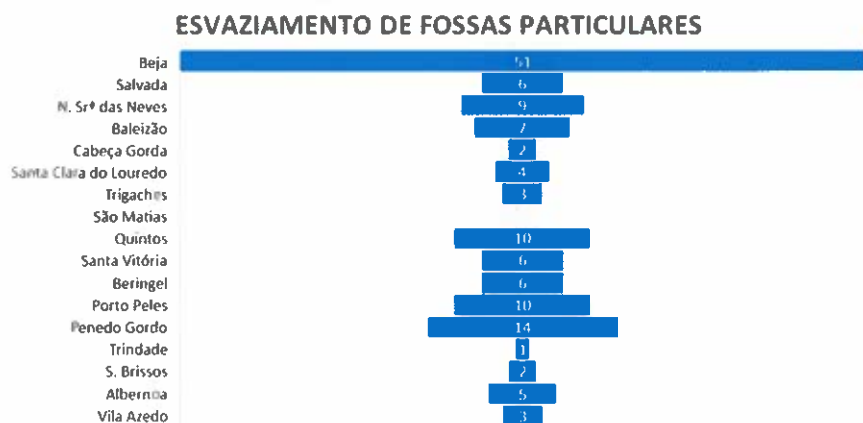 ESVAZIAMENTO DE FOSSAS PARTICULARES
Beja 51
Salvada 6
N. Srª das Neves 9
Baleizão 7
Cabeça Gorda 2
Santa Clara do Louredo 4
Trigaches 3
São Matias
Quintos 10
Santa Vitória 6
Beringel 6
Porto Peles 10
Penedo Gordo 14
Trindade 1
S. Brissos 2
Albernoa 5
Vila Azedo 3